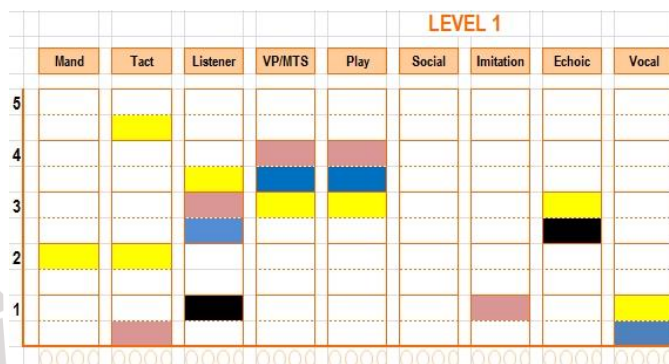 LEVEL 1
Mand Tact Listener VP/MTS Play Social Imitation Echoic Vocal
5
4
3
2
1